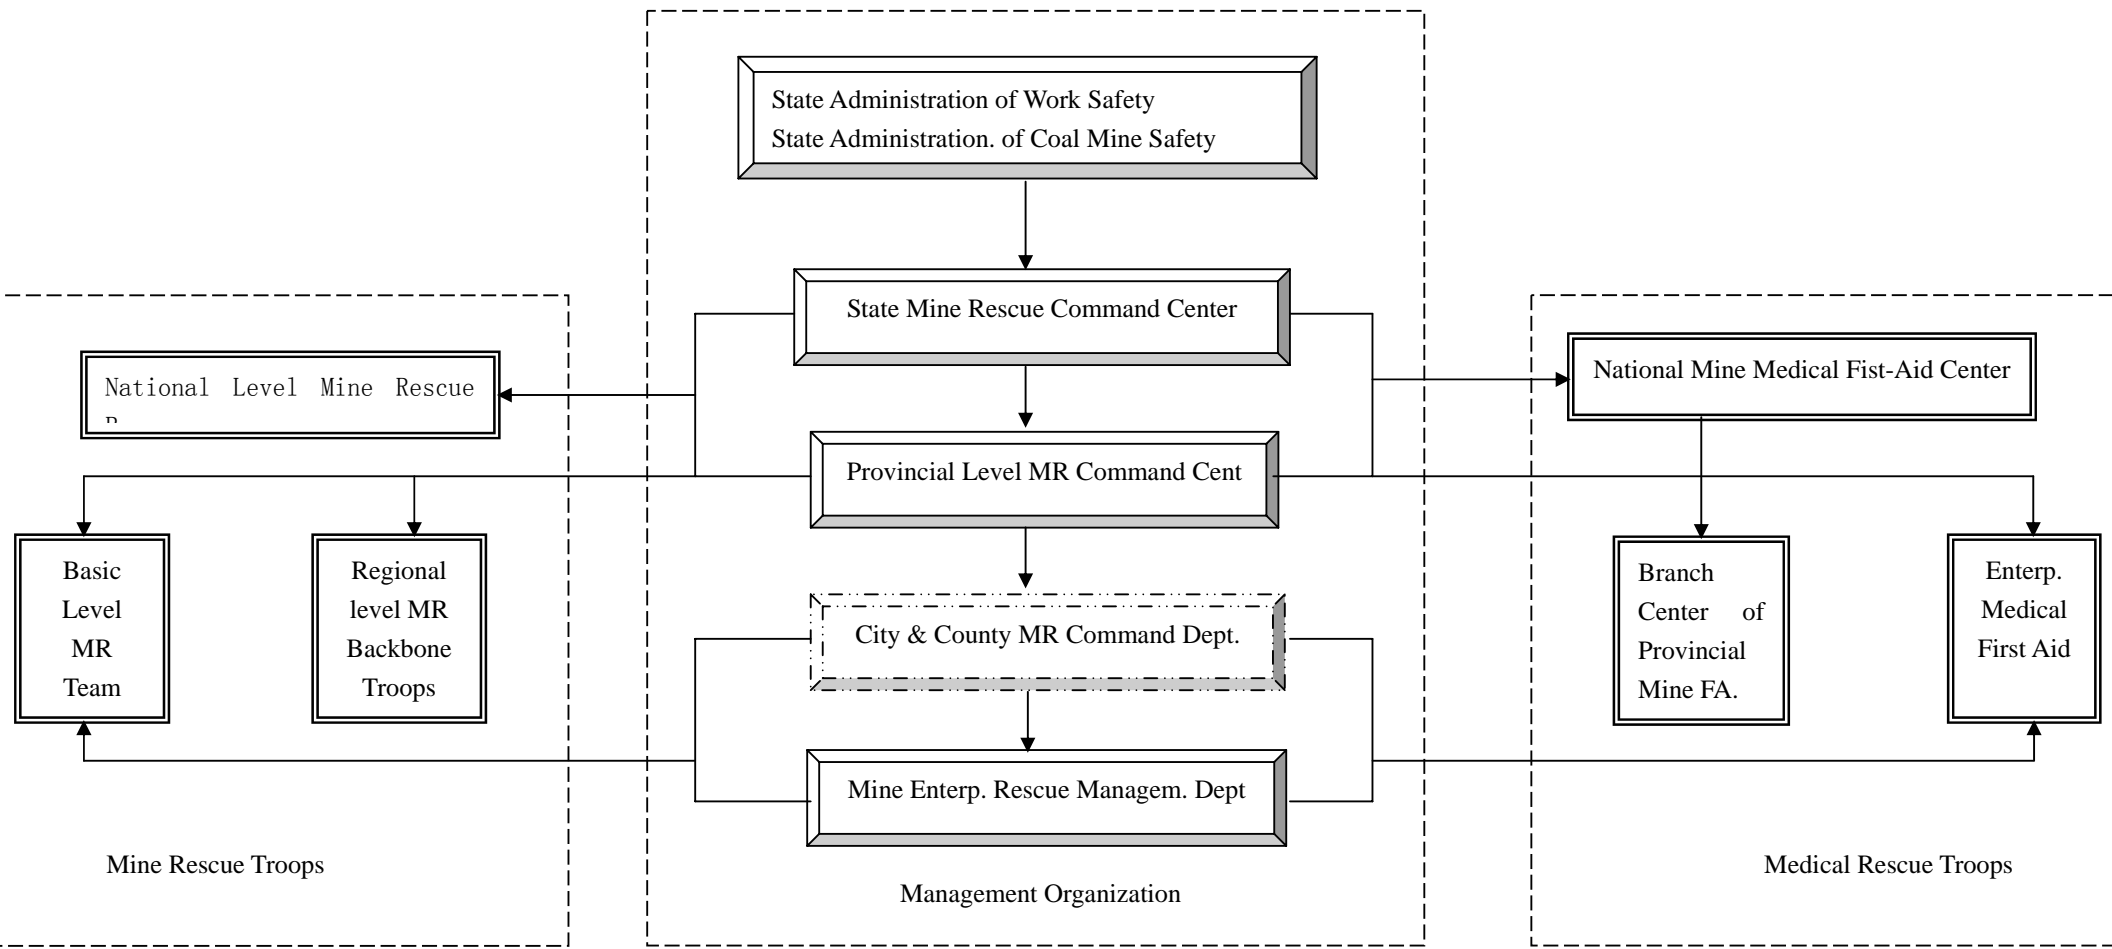 State Administration of Work Safety
State Administration. of Coal Mine Safety
State Mine Rescue Command Center
National Level Mine Rescue
National Mine Medical Fist-Aid Center
Provincial Level MR Command Cent
Basic
Level
MR
Team
Regional
level MR
Backbone
Troops
City & County MR Command Dept.
Branch
Center of
Provincial
Mine FA.
Enterp.
Medical
First Aid
Mine Enterp. Rescue Managem. Dept
Mine Rescue Troops
Management Organization
Medical Rescue Troops